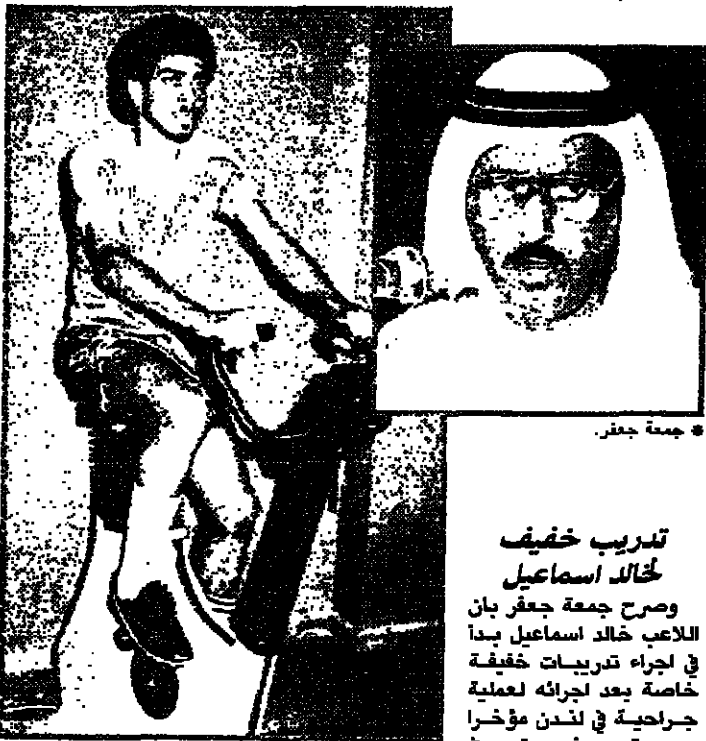 * جمعة جعفر.
تدريب خفيف
لخالد اسماعيل
وصرح جمعة جعفر بان
اللاعب خالد اسماعيل بدا
في اجراء تدريبات خفيفة
خاصة بعد اجرائه لعملية
جراحية في لندن مؤخرا